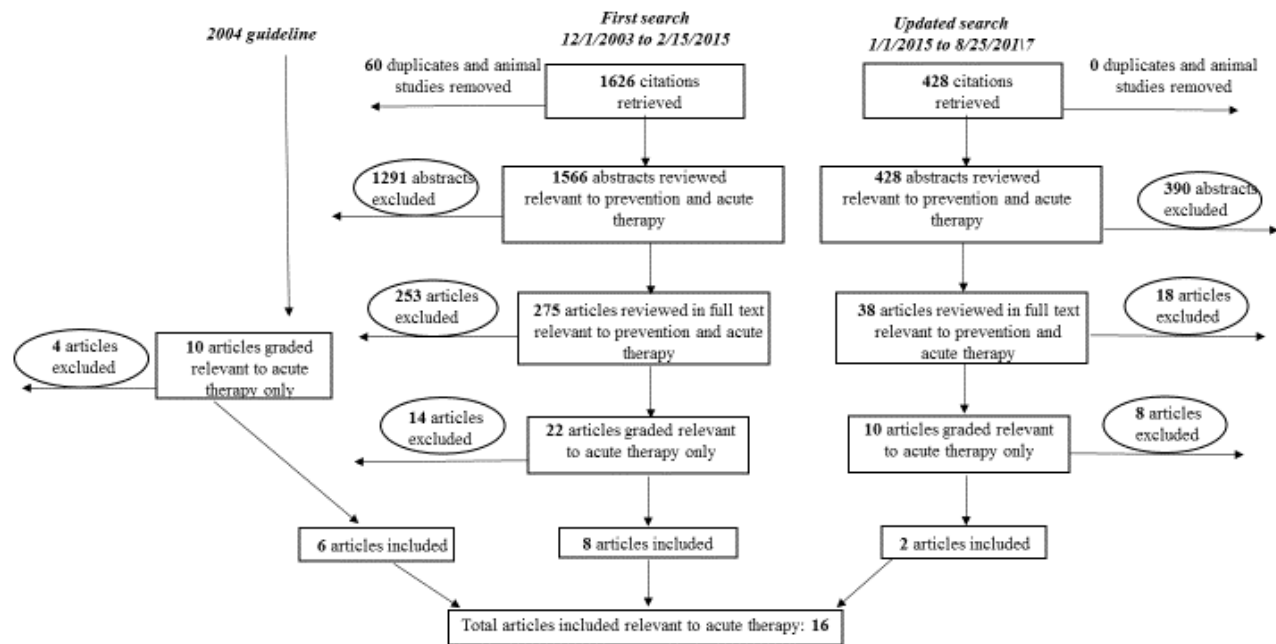 2004 guideline
First search
12/1/2003 to 2/15/2015
Updated search
1/1/2015 to 8/25/201\7
60 duplicates and animal
studies removed
1626 citations
retrieved
428 citations
retrieved
0 duplicates and animal
studies removed
1291 abstracts
excluded
1566 abstracts reviewed
relevant to prevention and acute
therapy
428 abstracts reviewed
relevant to prevention and acute
therapy
390 abstracts
excluded
253 articles
excluded
275 articles reviewed in full text
relevant to prevention and acute
therapy
38 articles reviewed in full text
relevant to prevention and
acute therapy
18 articles
excluded
4 articles
excluded
10 articles graded
relevant to acute
therapy only
14 articles
excluded
22 articles graded relevant
to acute therapy only
10 articles graded relevant
to acute therapy only
8 articles
excluded
6 articles included
8 articles included
2 articles included
Total articles included relevant to acute therapy: 16